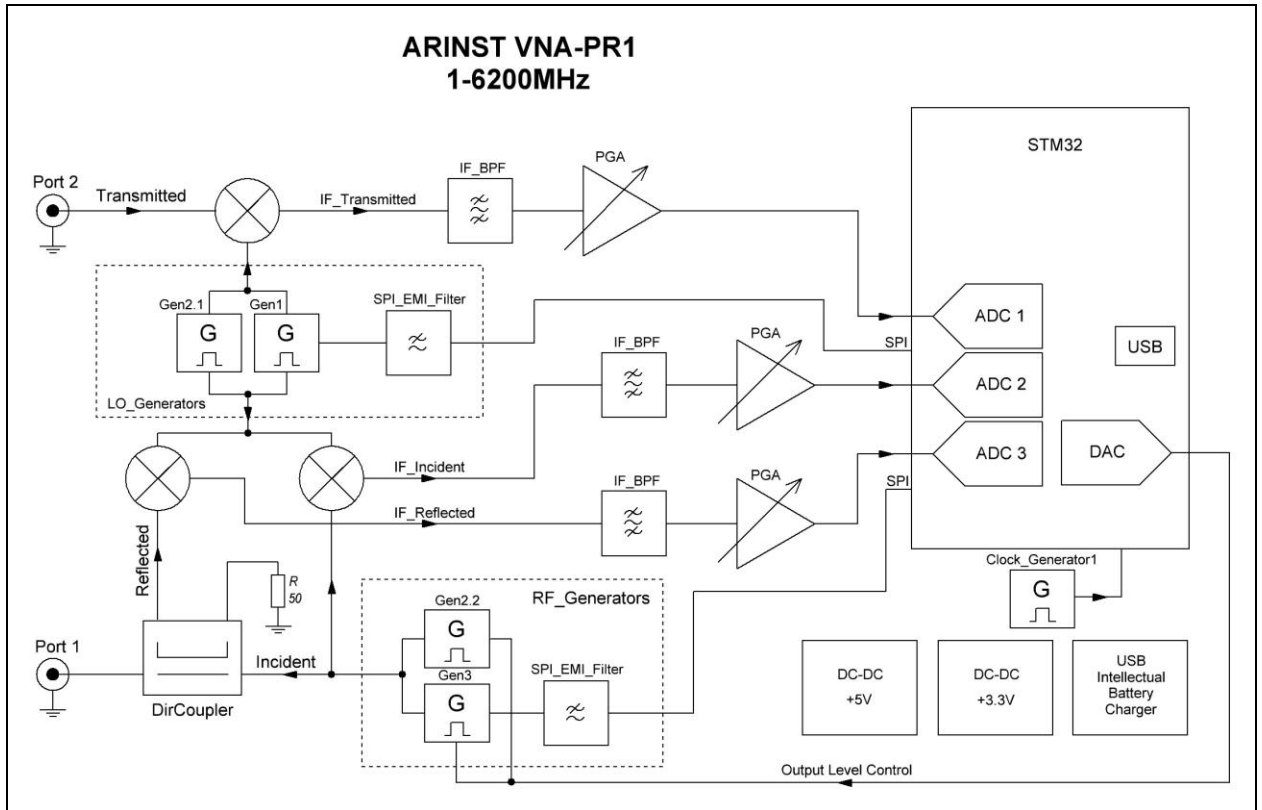 ARINST VNA-PR1
1-6200MHz
STM32
PGA
IF_BPF
Port 2
Transmitted
IF_Transmitted
Gen2.1
Gen1
SPI_EMI_Filter
G
G
ADC 1
SPI
USB
IF_BPF
PGA
ADC 2
LO_Generators
ADC 3
DAC
IF_Incident
IF_BPF
PGA
SPI
IF_Reflected
Reflected
R
50
RF_Generators
Clock_Generator1
G
Gen2.2
G
Port 1
Incident
Gen3
SPI_EMI_Filter
G
DirCoupler
DC-DC
+5V
DC-DC
+3.3V
USB
Intellectual
Battery
Charger
Output Level Control